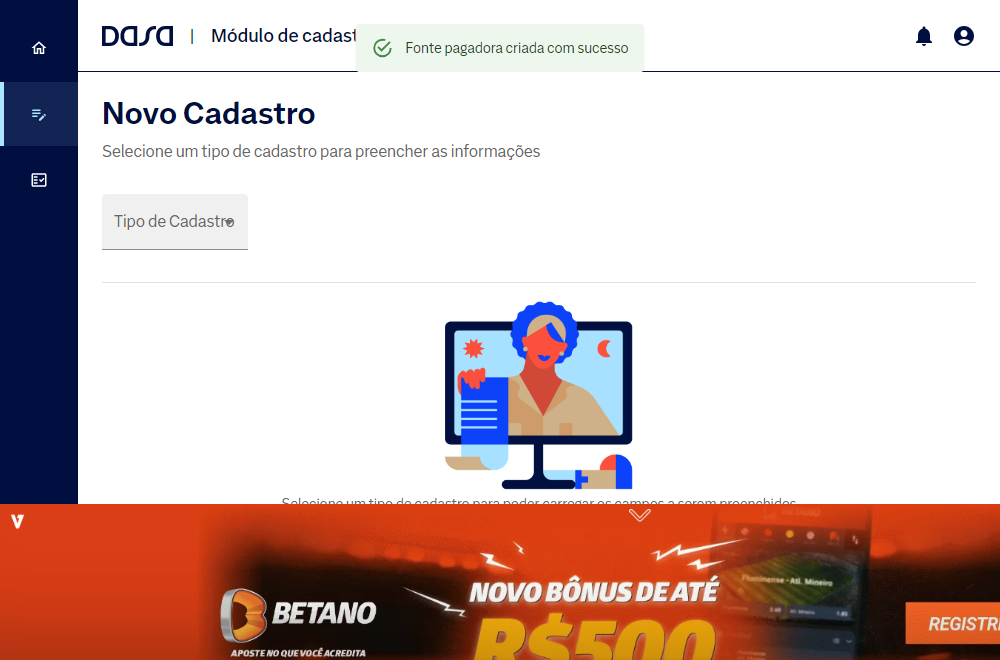 DASA | Módulo de cadast
Fonte pagadora criada com sucesso
Novo Cadastro
Selecione um tipo de cadastro para preencher as informações
Tipo de Cadastro
Selecione um tipo de cadastro para poder carregar os campos a serem preenchidos
V
BETANO
APOSTE NO QUE VOCÊ ACREDITA
NOVO BÔNUS DE ATÉ
R$500
Fluminense - Atl. Mineiro
REGISTR